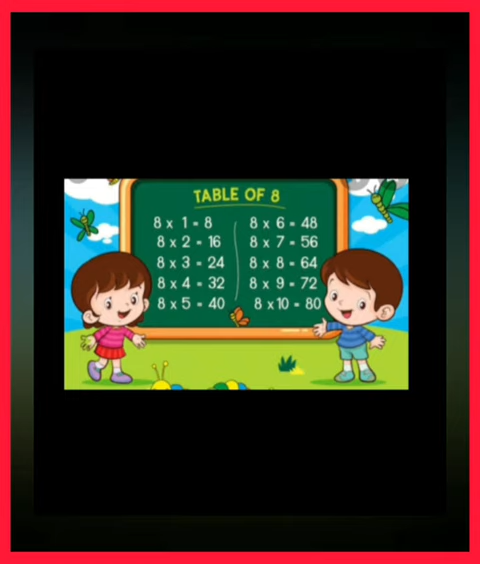 TABLE OF 8
8 x 1 = 8
8 x 2 = 16
8 x 3 = 24
8 x 4 = 32
8 x 5 = 40
8 x 6 = 48
8 x 7 = 56
8 x 8 = 64
8 x 9 = 72
8 x10 = 80